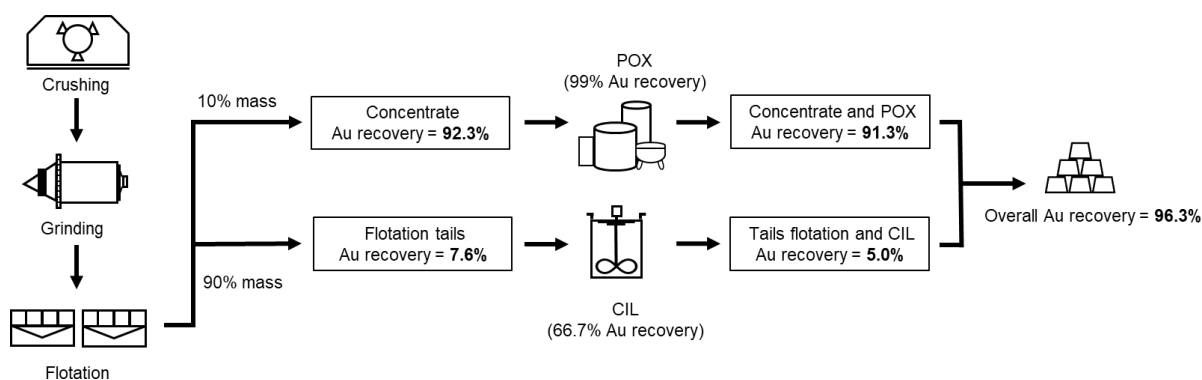 Crushing
Grinding
Flotation
10% mass
90% mass
Concentrate
Au recovery = 92.3%
POX
(99% Au recovery)
Concentrate and POX
Au recovery = 91.3%
Flotation tails
Au recovery = 7.6%
CIL
(66.7% Au recovery)
Tails flotation and CIL
Au recovery = 5.0%
Overall Au recovery = 96.3%